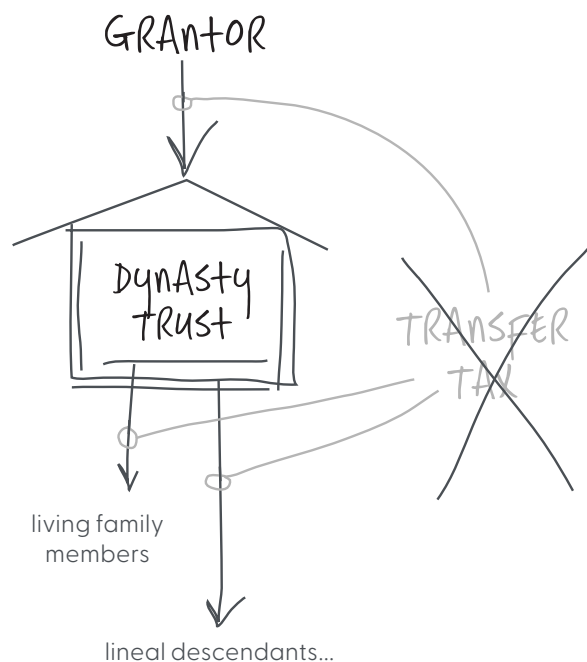 GRANtOR
DynAsty
TRUSt
TRAnSFER
TAX
living family
members
lineal descendants...